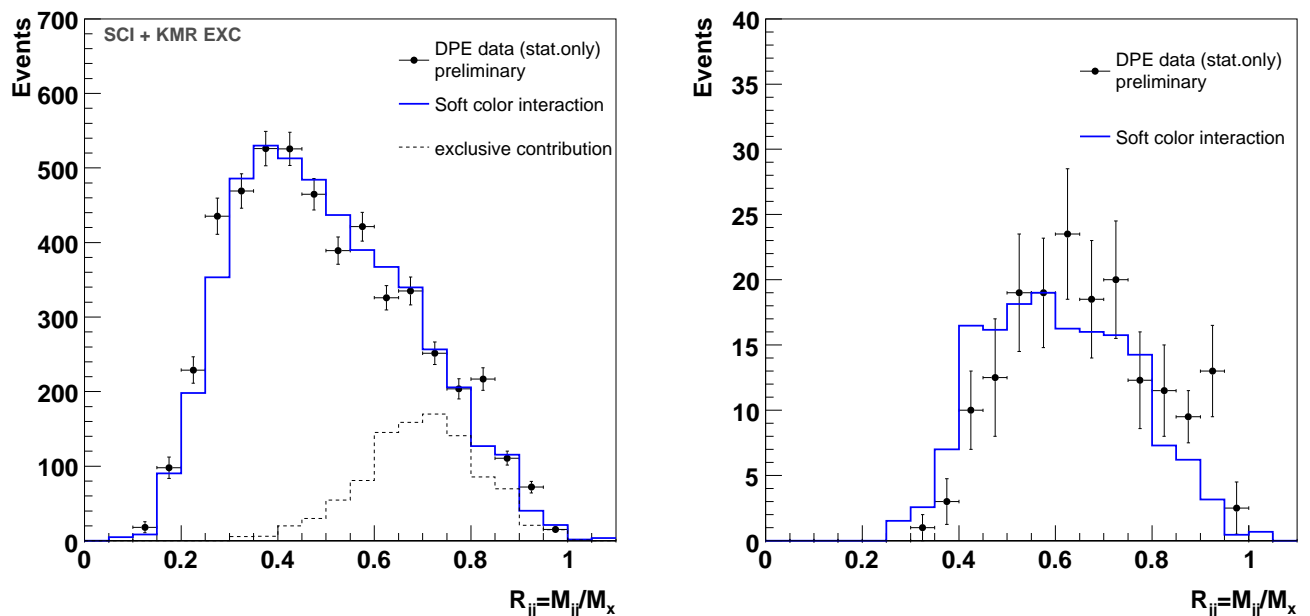 SCI + KMR EXC
Events
700
600
500
400
300
200
100
0
DPE data (stat.only)
preliminary
Soft color interaction
exclusive contribution
0 0.2 0.4 0.6 0.8 1
R_jj=M_jj/M_x
Events
40
35
30
25
20
15
10
5
0
DPE data (stat.only)
preliminary
Soft color interaction
0 0.2 0.4 0.6 0.8 1
R_jj=M_jj/M_x